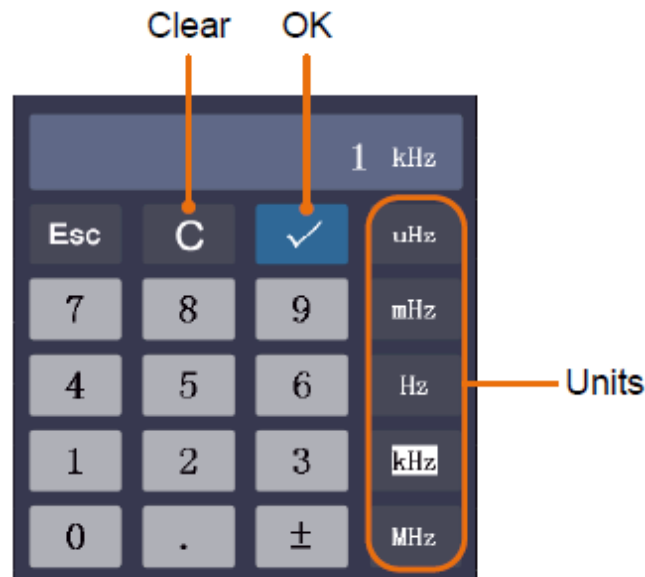 Clear OK
1 kHz
Esc C ✓ uHz
7 8 9 mHz
4 5 6 Hz
Units
1 2 3 kHz
0 . ± MHz